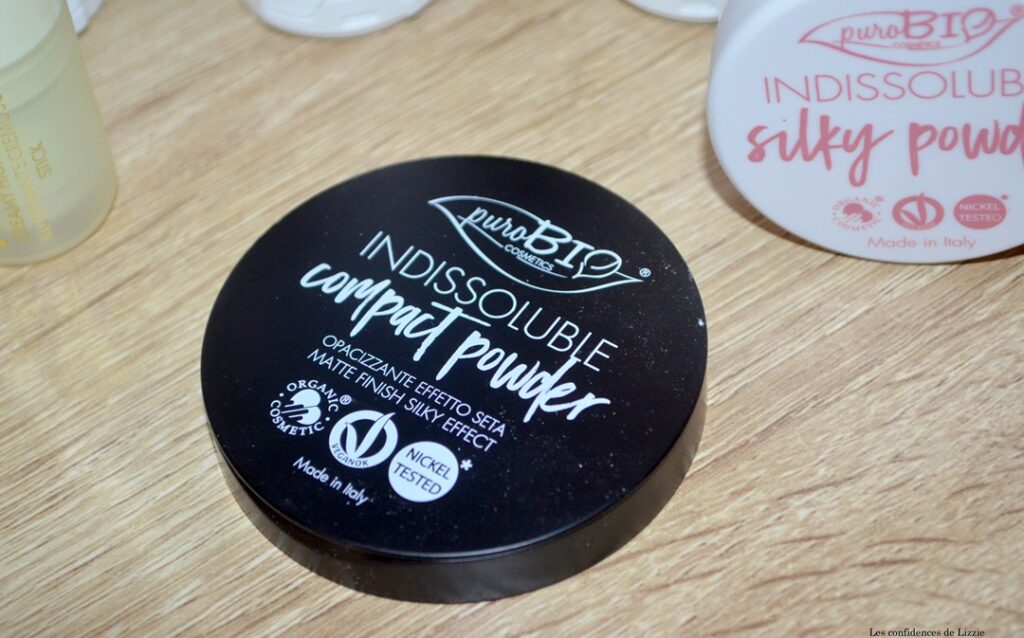 puroBIO
COSMETICS
®
INDISSOLUBLE
compact powder
OPACIZZANTE EFFETTO SETA
MATTE FINISH SILKY EFFECT
ORGANIC
COSMETIC
®
VEGANOK
NICKEL
TESTED
*
Made in Italy
puroBIO
COSMETICS
INDISSOLUB
silky powd
ORGANIC
COSMETIC
NICKEL
TESTED
Made in Italy
STICK
Les confidences de Lizzie